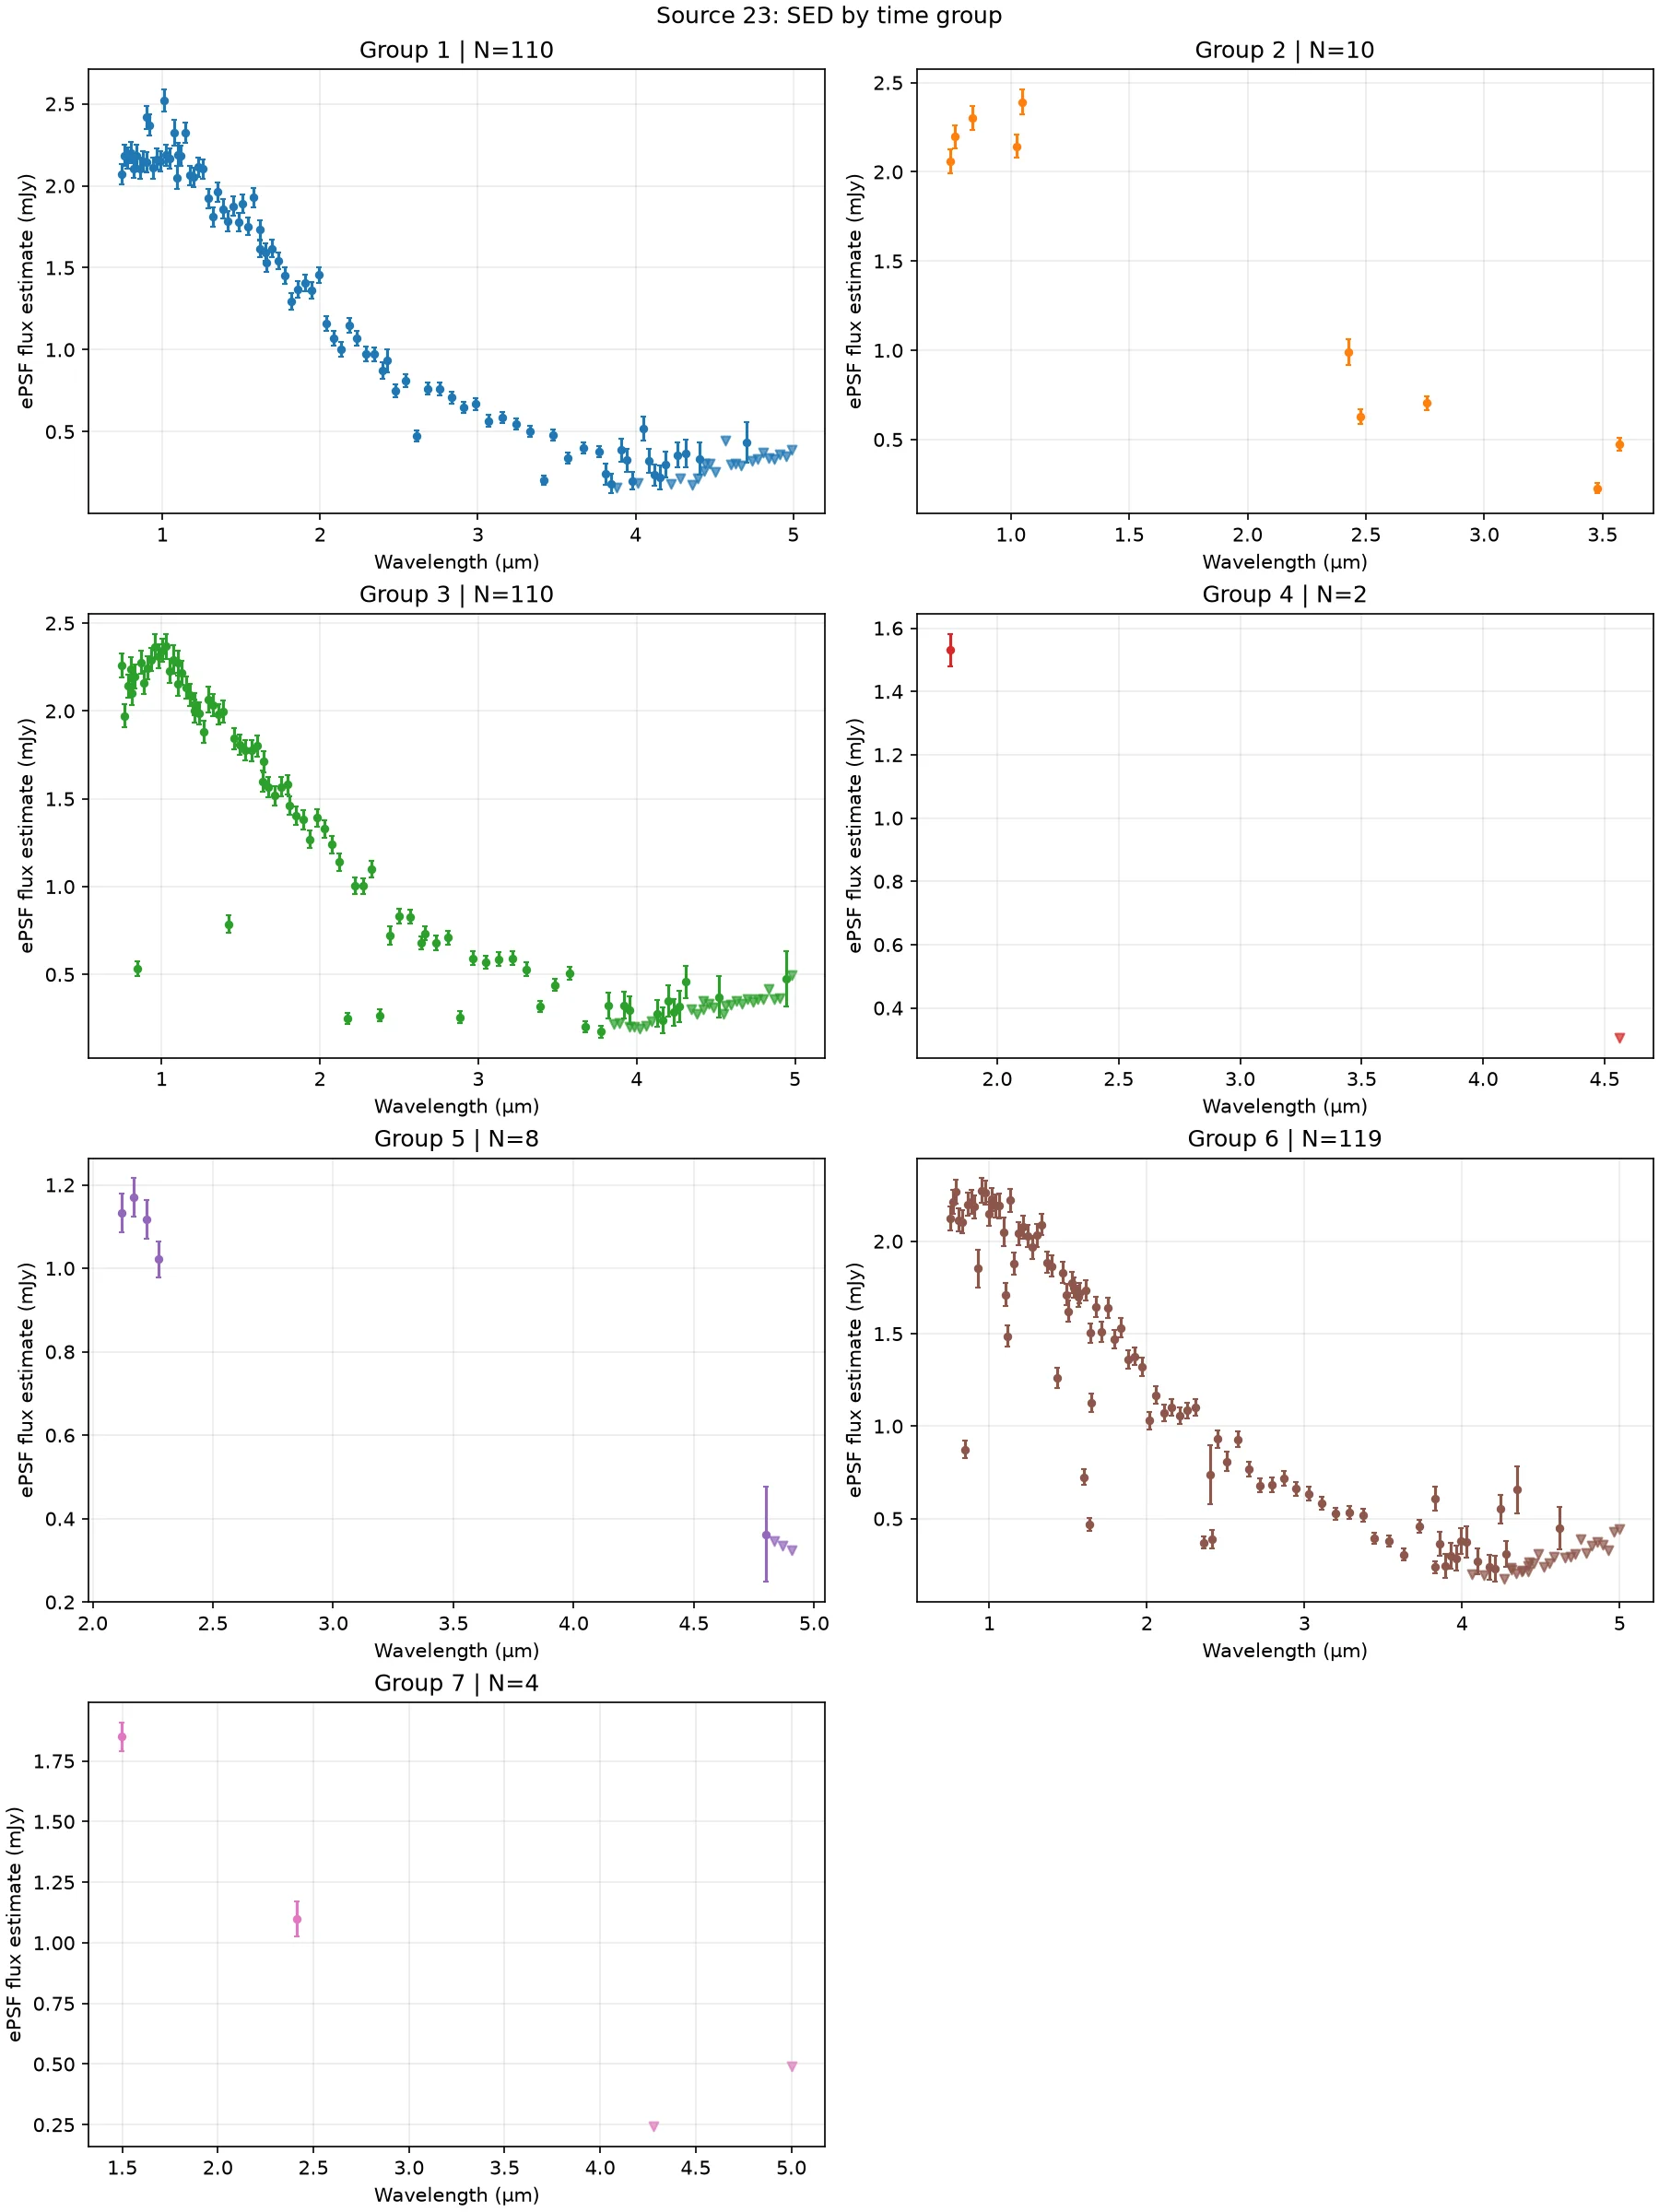 Source 23: SED by time group
Group 1 | N=110
ePSF flux estimate (mJy)
2.5
2.0
1.5
1.0
0.5
1 2 3 4 5
Wavelength (μm)
Group 2 | N=10
ePSF flux estimate (mJy)
2.5
2.0
1.5
1.0
0.5
1.0 1.5 2.0 2.5 3.0 3.5
Wavelength (μm)
Group 3 | N=110
ePSF flux estimate (mJy)
2.5
2.0
1.5
1.0
0.5
1 2 3 4 5
Wavelength (μm)
Group 4 | N=2
ePSF flux estimate (mJy)
1.6
1.4
1.2
1.0
0.8
0.6
0.4
2.0 2.5 3.0 3.5 4.0 4.5
Wavelength (μm)
Group 5 | N=8
ePSF flux estimate (mJy)
1.2
1.0
0.8
0.6
0.4
0.2
2.0 2.5 3.0 3.5 4.0 4.5 5.0
Wavelength (μm)
Group 6 | N=119
ePSF flux estimate (mJy)
2.0
1.5
1.0
0.5
1 2 3 4 5
Wavelength (μm)
Group 7 | N=4
ePSF flux estimate (mJy)
1.75
1.50
1.25
1.00
0.75
0.50
0.25
1.5 2.0 2.5 3.0 3.5 4.0 4.5 5.0
Wavelength (μm)